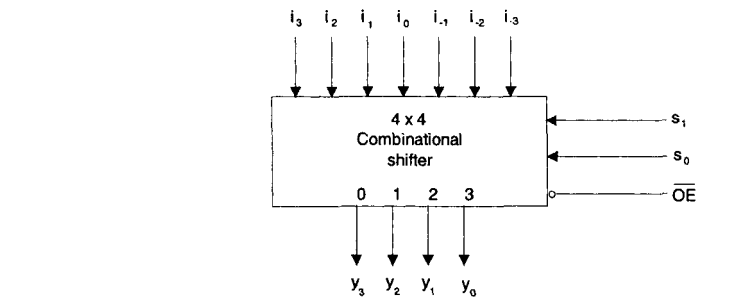 i₃ i₂ i₁ i₀ i₋₁ i₋₂ i₋₃
4 x 4
Combinational
shifter
s₁
s₀
0 1 2 3
O̅E̅
y₃ y₂ y₁ y₀